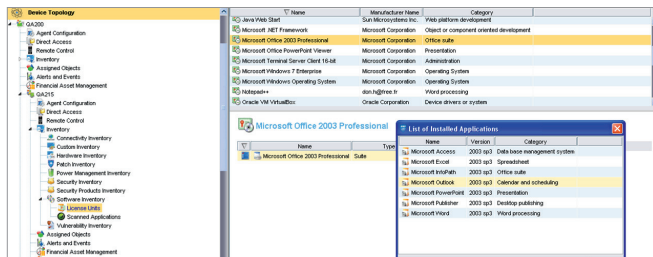 Device Topology
QA200
Agent Configuration
Direct Access
Remote Control
Inventory
Assigned Objects
Alerts and Events
Financial Asset Management
QA215
Agent Configuration
Direct Access
Remote Control
Inventory
Connectivity Inventory
Custom Inventory
Hardware Inventory
Patch Inventory
Power Management Inventory
Security Inventory
Security Products Inventory
Software Inventory
License Units
Scanned Applications
Vulnerability Inventory
Assigned Objects
Alerts and Events
Financial Asset Management
Name Manufacturer Name Category
Java Web Start Sun Microsystems Inc. Web platform development
Microsoft .NET Framework Microsoft Corporation Object or component oriented development
Microsoft Office 2003 Professional Microsoft Corporation Office suite
Microsoft Office PowerPoint Viewer Microsoft Corporation Presentation
Microsoft Terminal Server Client 16-bit Microsoft Corporation Administration
Microsoft Windows 7 Enterprise Microsoft Corporation Operating System
Microsoft Windows Operating System Microsoft Corporation Operating System
Notepad++ don.h@free.fr Word processing
Oracle VM VirtualBox Oracle Corporation Device drivers or system
Microsoft Office 2003 Professional
Name Type
Microsoft Office 2003 Professional Suite
List of Installed Applications
Name Version Category
Microsoft Access 2003 sp3 Data base management system
Microsoft Excel 2003 sp3 Spreadsheet
Microsoft InfoPath 2003 sp3 Office suite
Microsoft Outlook 2003 sp3 Calendar and scheduling
Microsoft PowerPoint 2003 sp3 Presentation
Microsoft Publisher 2003 sp3 Desktop publishing
Microsoft Word 2003 sp3 Word processing